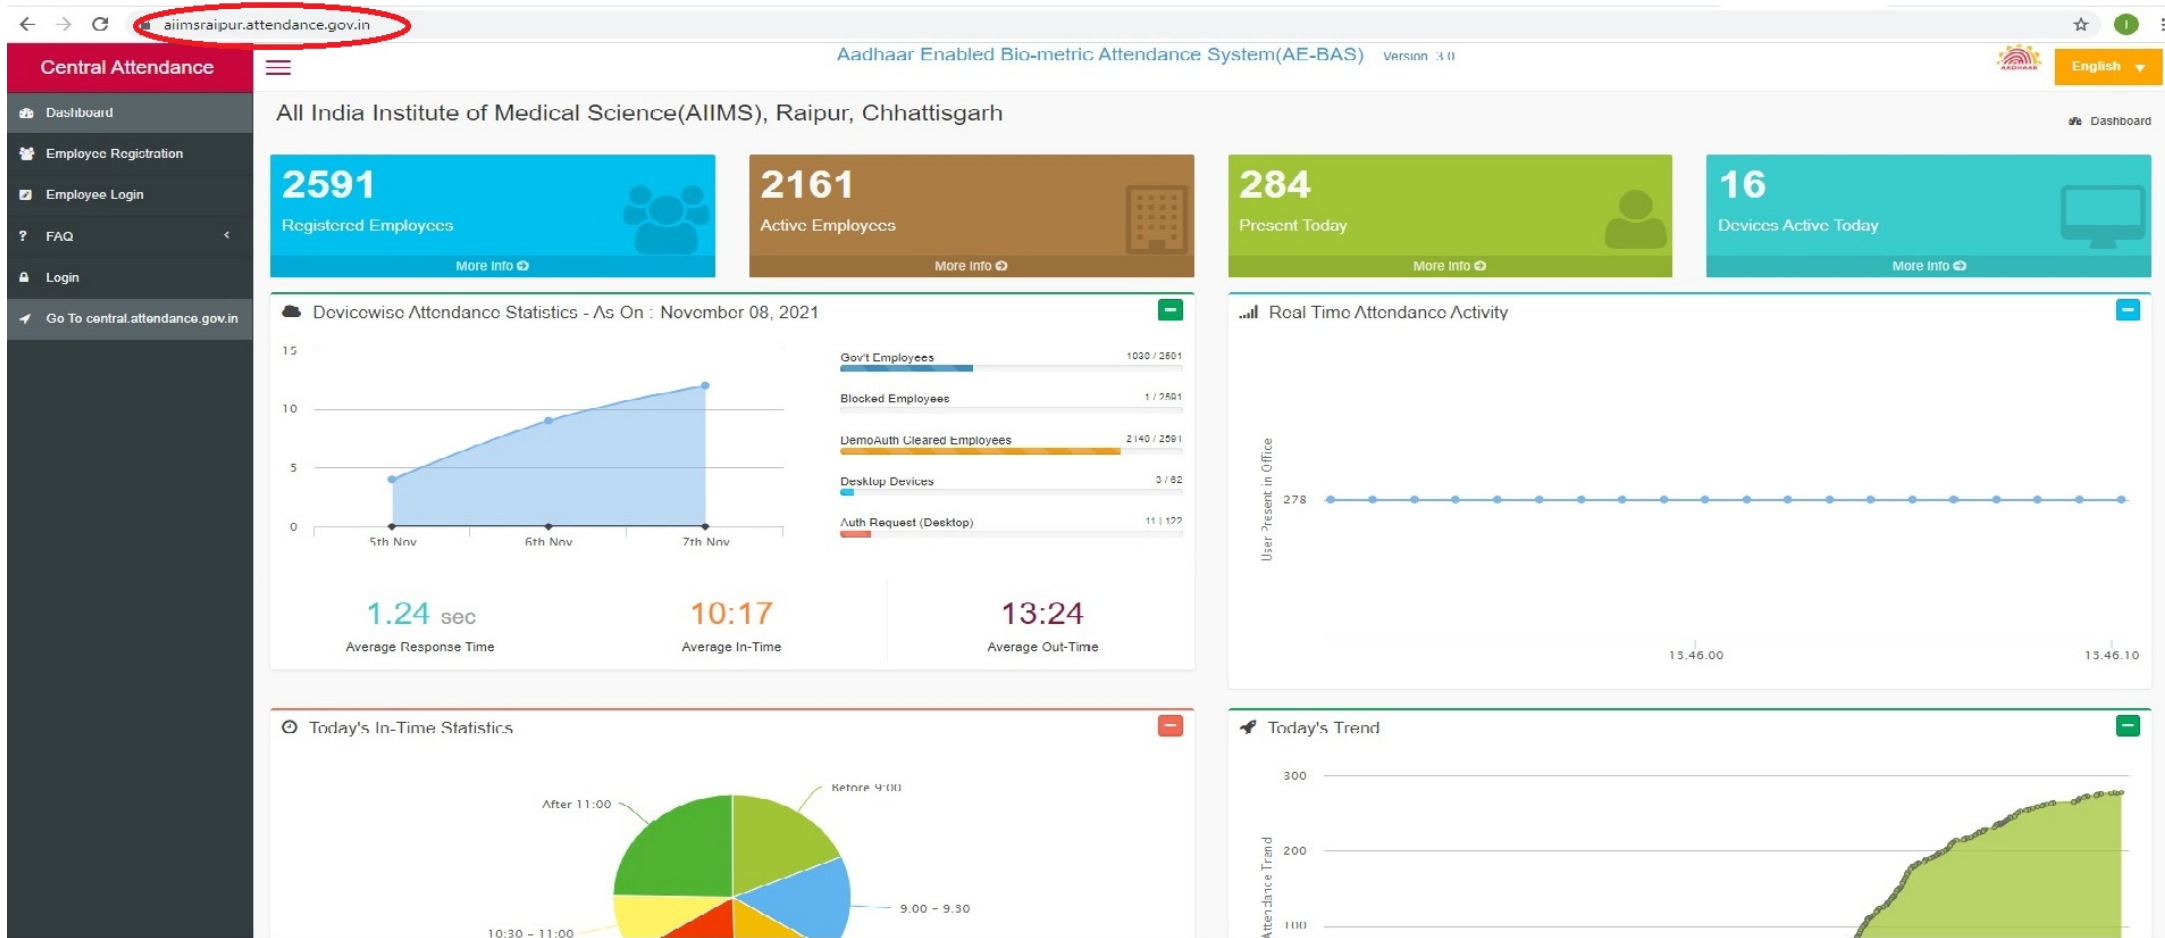 aiimsraipur.attendance.gov.in
Central Attendance
Aadhaar Enabled Bio-metric Attendance System(AE-BAS) Version 3.0
AADHAAR
English
Dashboard
Employee Registration
Employee Login
? FAQ
Login
Go To central.attendance.gov.in
All India Institute of Medical Science(AIIMS), Raipur, Chhattisgarh
Dashboard
2591
Registered Employees
More Info
2161
Active Employees
More Info
284
Present Today
More Info
16
Devices Active Today
More Info
Devicewise Attendance Statistics - As On : November 08, 2021
15
10
5
0
5th Nov
6th Nov
7th Nov
Gov't Employees 1030 / 2591
Blocked Employees 1 / 2591
DemoAuth Cleared Employees 2140 / 2591
Desktop Devices 3 / 62
Auth Request (Desktop) 11 | 122
1.24 sec
Average Response Time
10:17
Average In-Time
13:24
Average Out-Time
Real Time Attendance Activity
User Present in Office
278
13.46.00
13.46.10
Today's In-Time Statistics
After 11:00
Before 9:00
9.00 - 9.30
10:30 - 11:00
Today's Trend
Attendance Trend
300
200
100